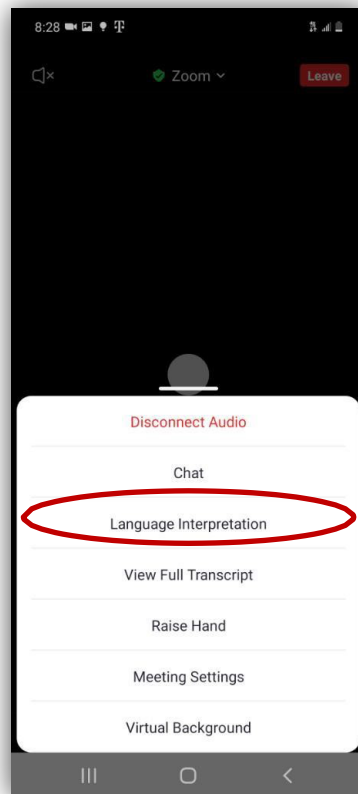 8:28
Zoom
Leave
Disconnect Audio
Chat
Language Interpretation
View Full Transcript
Raise Hand
Meeting Settings
Virtual Background